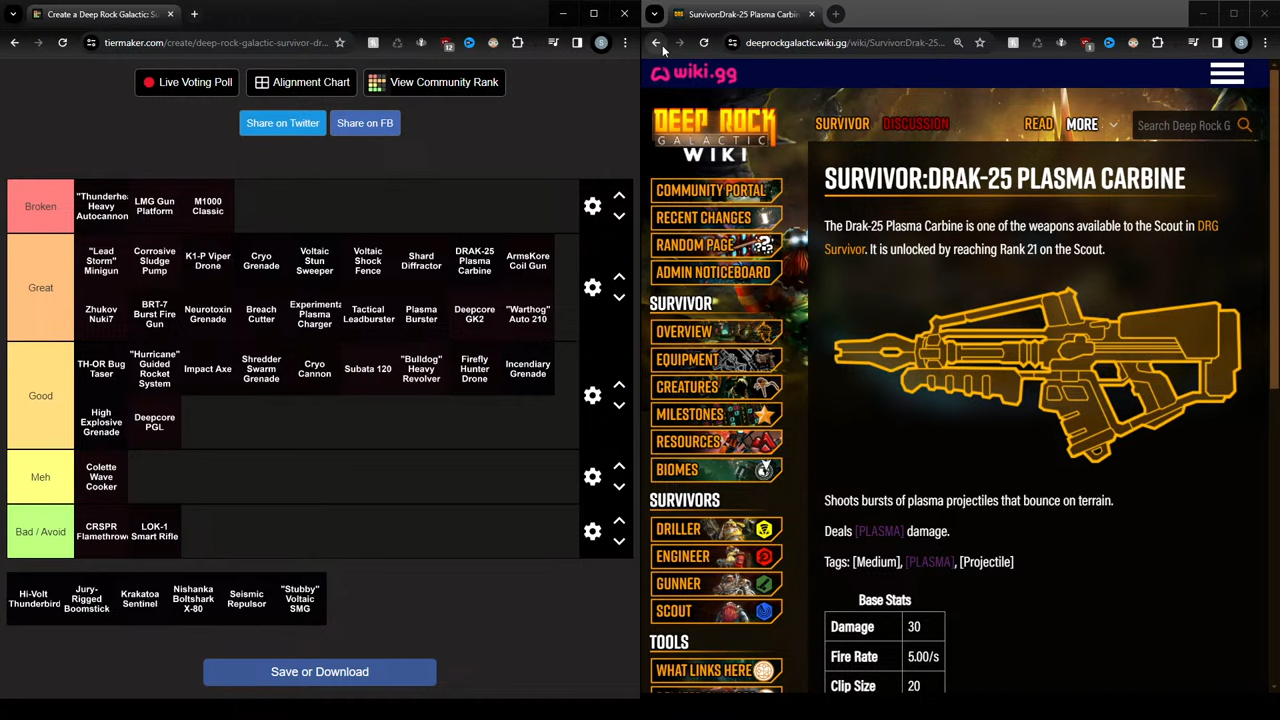 Create a Deep Rock Galactic: Su
tiermaker.com/create/deep-rock-galactic-survivor-dr...
12
S
Live Voting Poll
Alignment Chart
View Community Rank
Share on Twitter
Share on FB
Broken
"Thunderhe
Heavy
Autocannon
LMG Gun
Platform
M1000
Classic
Great
"Lead
Storm"
Minigun
Corrosive
Sludge
Pump
K1-P Viper
Drone
Cryo
Grenade
Voltaic
Stun
Sweeper
Voltaic
Shock
Fence
Shard
Diffractor
DRAK-25
Plasma
Carbine
ArmsKore
Coil Gun
Zhukov
Nuk7
BRT-7
Burst Fire
Gun
Neurotoxin
Grenade
Breach
Cutter
Experimenta
Plasma
Charger
Tactical
Leadburster
Plasma
Burster
Deepcore
GK2
"Warthog"
Auto 210
Good
TH-OR Bug
Taser
"Hurricane"
Guided
Rocket
System
Impact Axe
Shredder
Swarm
Grenade
Cryo
Cannon
Subata 120
"Bulldog"
Heavy
Revolver
Firefly
Hunter
Drone
Incendiary
Grenade
High
Explosive
Grenade
Deepcore
PGL
Meh
Colette
Wave
Cooker
Bad / Avoid
CRSPR
Flamethrow
LOK-1
Smart Rifle
Hi-Volt
Thunderbird
Jury-
Rigged
Boomstick
Krakatoa
Sentinel
Nishanka
Boltshark
X-80
Seismic
Repulsor
"Stubby"
Voltaic
SMG
Save or Download
Survivor:Drak-25 Plasma Carbin
deeprockgalactic.wiki.gg/wiki/Survivor:Drak-25...
1
S
wiki.gg
DEEP ROCK
GALACTIC
WIKI
SURVIVOR
DISCUSSION
READ
MORE
Search Deep Rock G
COMMUNITY PORTAL
RECENT CHANGES
RANDOM PAGE
ADMIN NOTICEBOARD
SURVIVOR
OVERVIEW
EQUIPMENT
CREATURES
MILESTONES
RESOURCES
BIOMES
SURVIVORS
DRILLER
ENGINEER
GUNNER
SCOUT
TOOLS
WHAT LINKS HERE
SURVIVOR:DRAK-25 PLASMA CARBINE
The Drak-25 Plasma Carbine is one of the weapons available to the Scout in DRG
Survivor. It is unlocked by reaching Rank 21 on the Scout.
Shoots bursts of plasma projectiles that bounce on terrain.
Deals [PLASMA] damage.
Tags: [Medium], [PLASMA], [Projectile]
Base Stats
Damage 30
Fire Rate 5.00/s
Clip Size 20